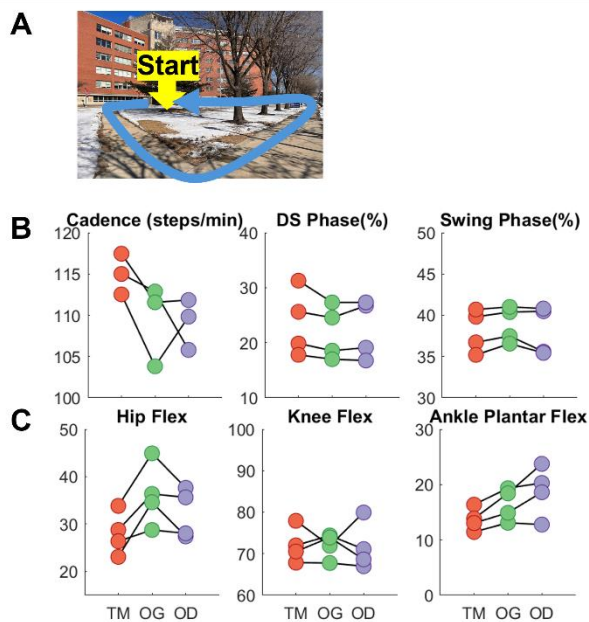 A
Start
B
Cadence (steps/min) DS Phase(%) Swing Phase(%)
120 40 50
115 45
30
110 40
20
105 35
100 10 30
C
Hip Flex Knee Flex Ankle Plantar Flex
50 100 30
40 90
20
30 80
10
20 70
60 0
TM OG OD TM OG OD TM OG OD